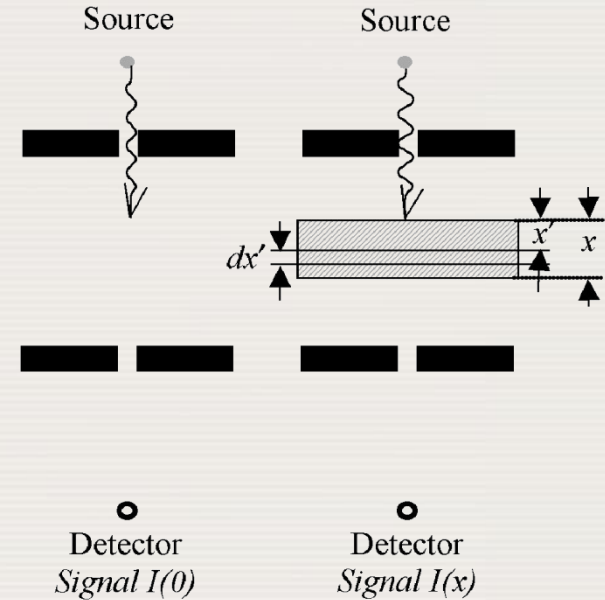 Source
Source
x′
x
dx′
Detector
Signal I(0)
Detector
Signal I(x)